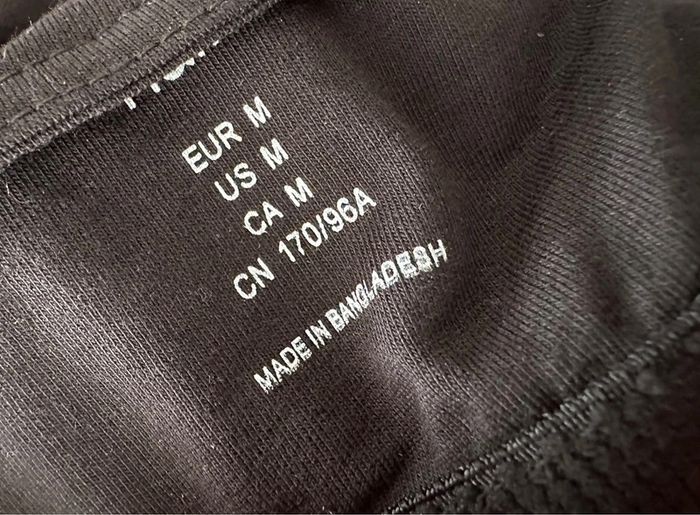 EUR M
US M
CA M
CN 170/96A
MADE IN BANGLADESH